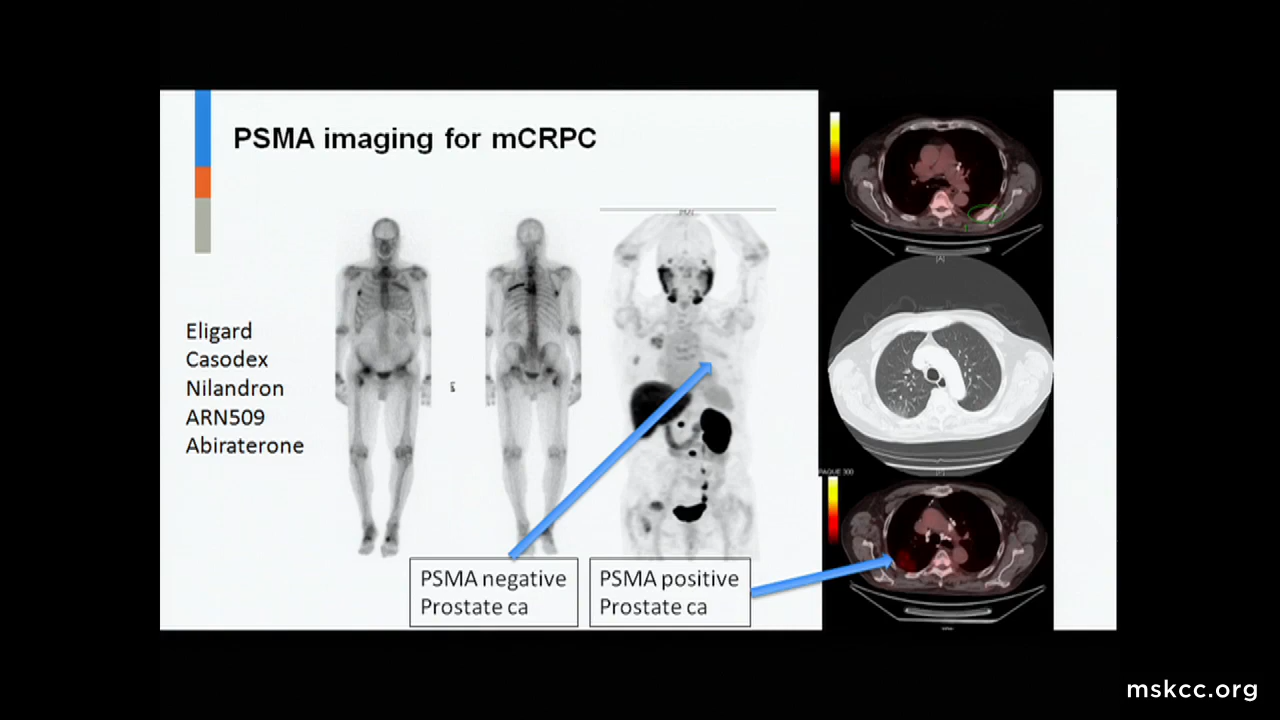 PSMA imaging for mCRPC
Eligard
Casodex
Nilandron
ARN509
Abiraterone
PSMA negative
Prostate ca
PSMA positive
Prostate ca
mskcc.org